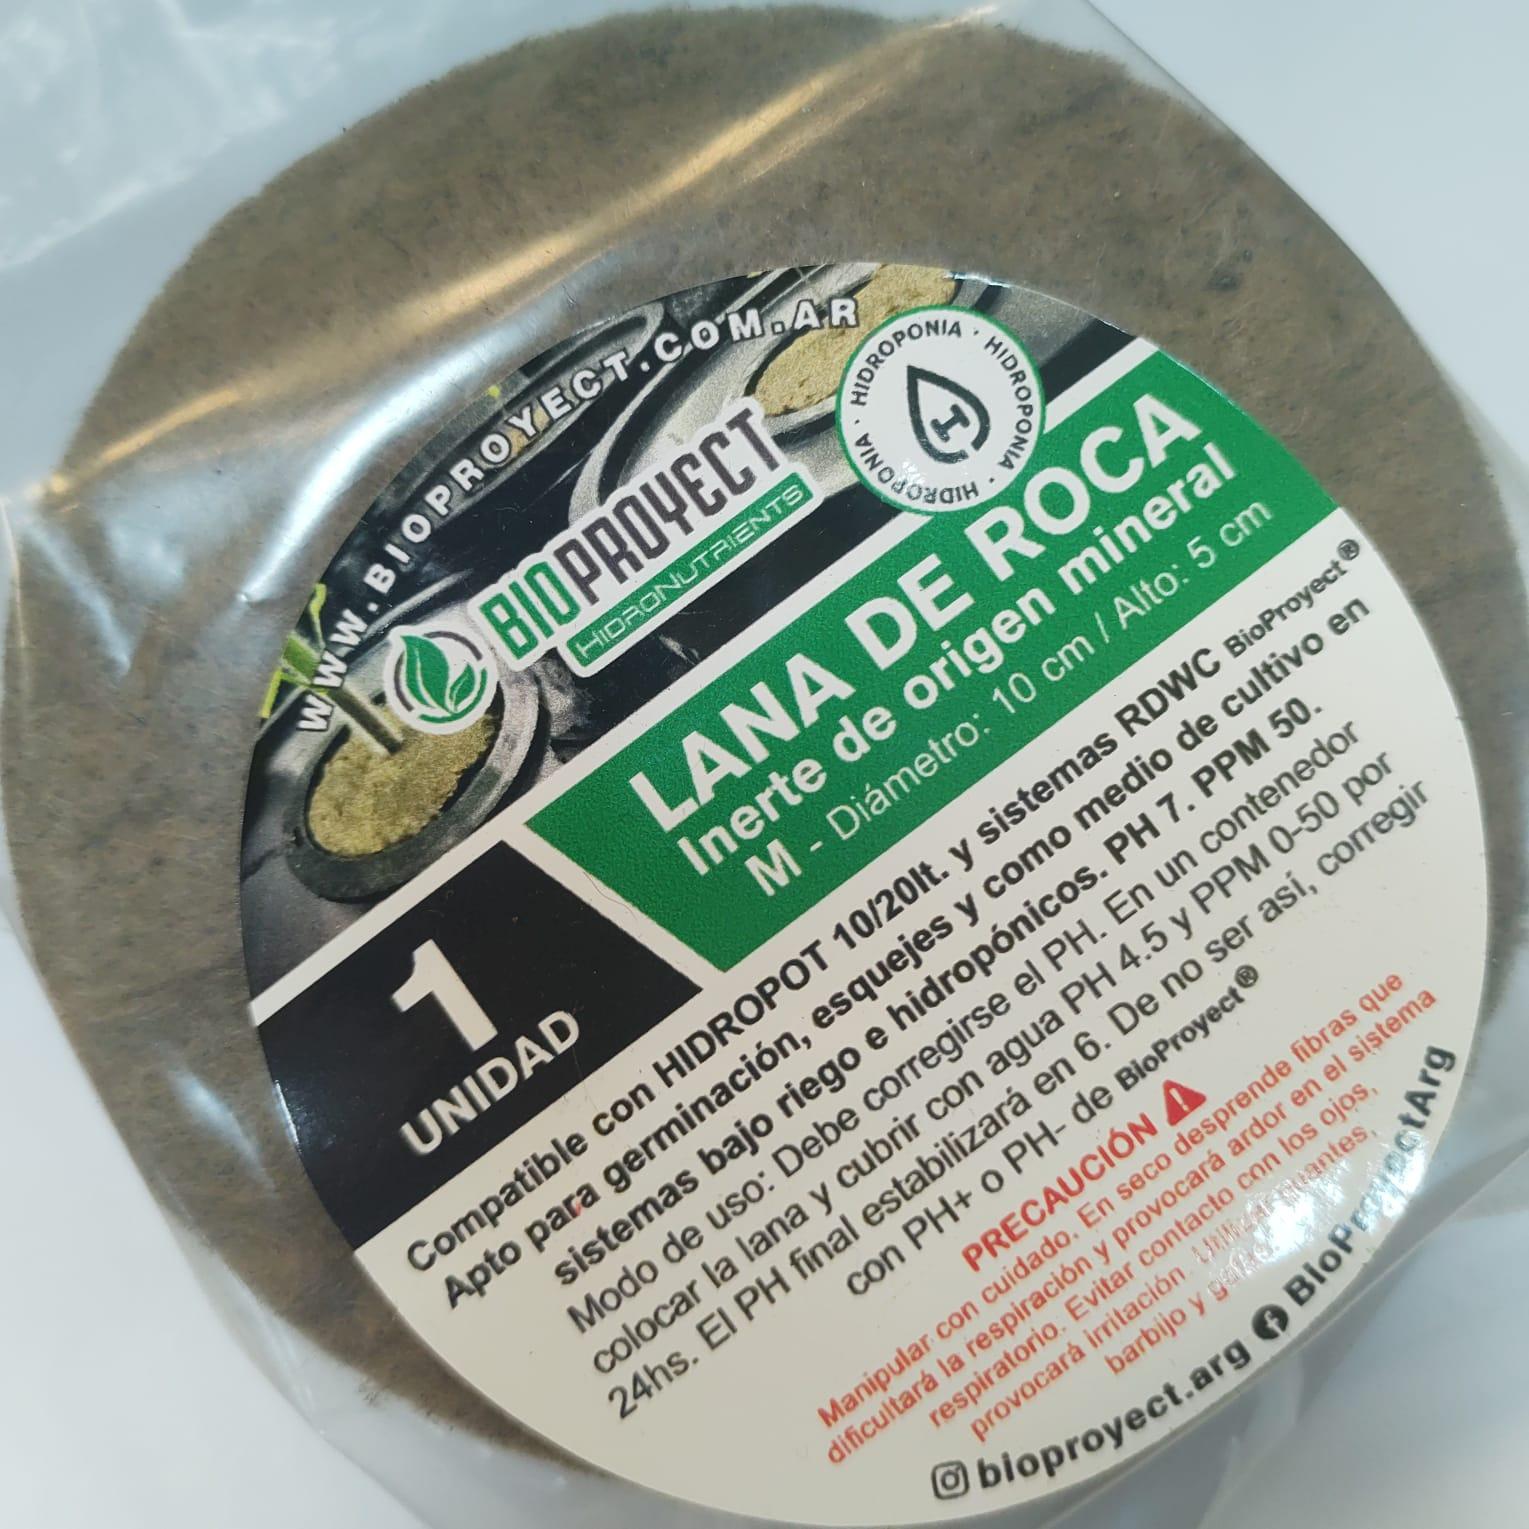 WWW.BIOPROYECT.COM.AR
BIOPROYECT
HIDRONUTRIENTS
HIDROPONIA · HIDROPONIA · HIDROPONIA · HIDROPONIA ·
H
LANA DE ROCA
Inerte de origen mineral
M - Diámetro: 10 cm / Alto: 5 cm
1
UNIDAD
Compatible con HIDROPOT 10/20lt. y sistemas RDWC BioProyect®
Apto para germinación, esquejes y como medio de cultivo en
sistemas bajo riego e hidropónicos. PH 7. PPM 50.
Modo de uso: Debe corregirse el PH. En un contenedor
colocar la lana y cubrir con agua PH 4.5 y PPM 0-50 por
24hs. El PH final estabilizará en 6. De no ser así, corregir
con PH+ o PH- de BioProyect®
PRECAUCIÓN
Manipular con cuidado. En seco desprende fibras que
dificultará la respiración y provocará ardor en el sistema
respiratorio. Evitar contacto con los ojos,
provocará irritación. Utilizar guantes,
barbijo y
bioproyect.arg BioProyectArg